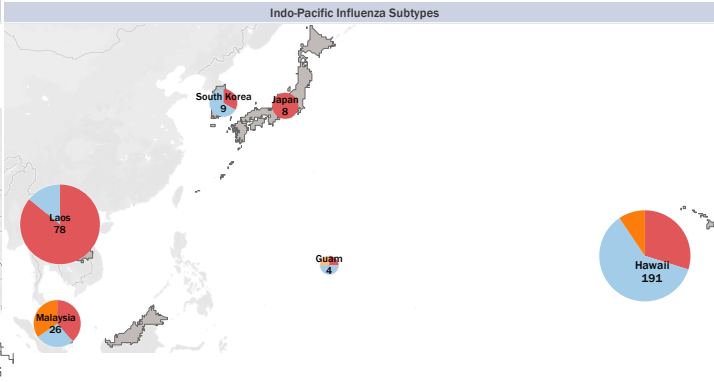 Indo-Pacific Influenza Subtypes
South Korea
9
Japan
8
Laos
78
Guam
4
Hawaii
191
Malaysia
26